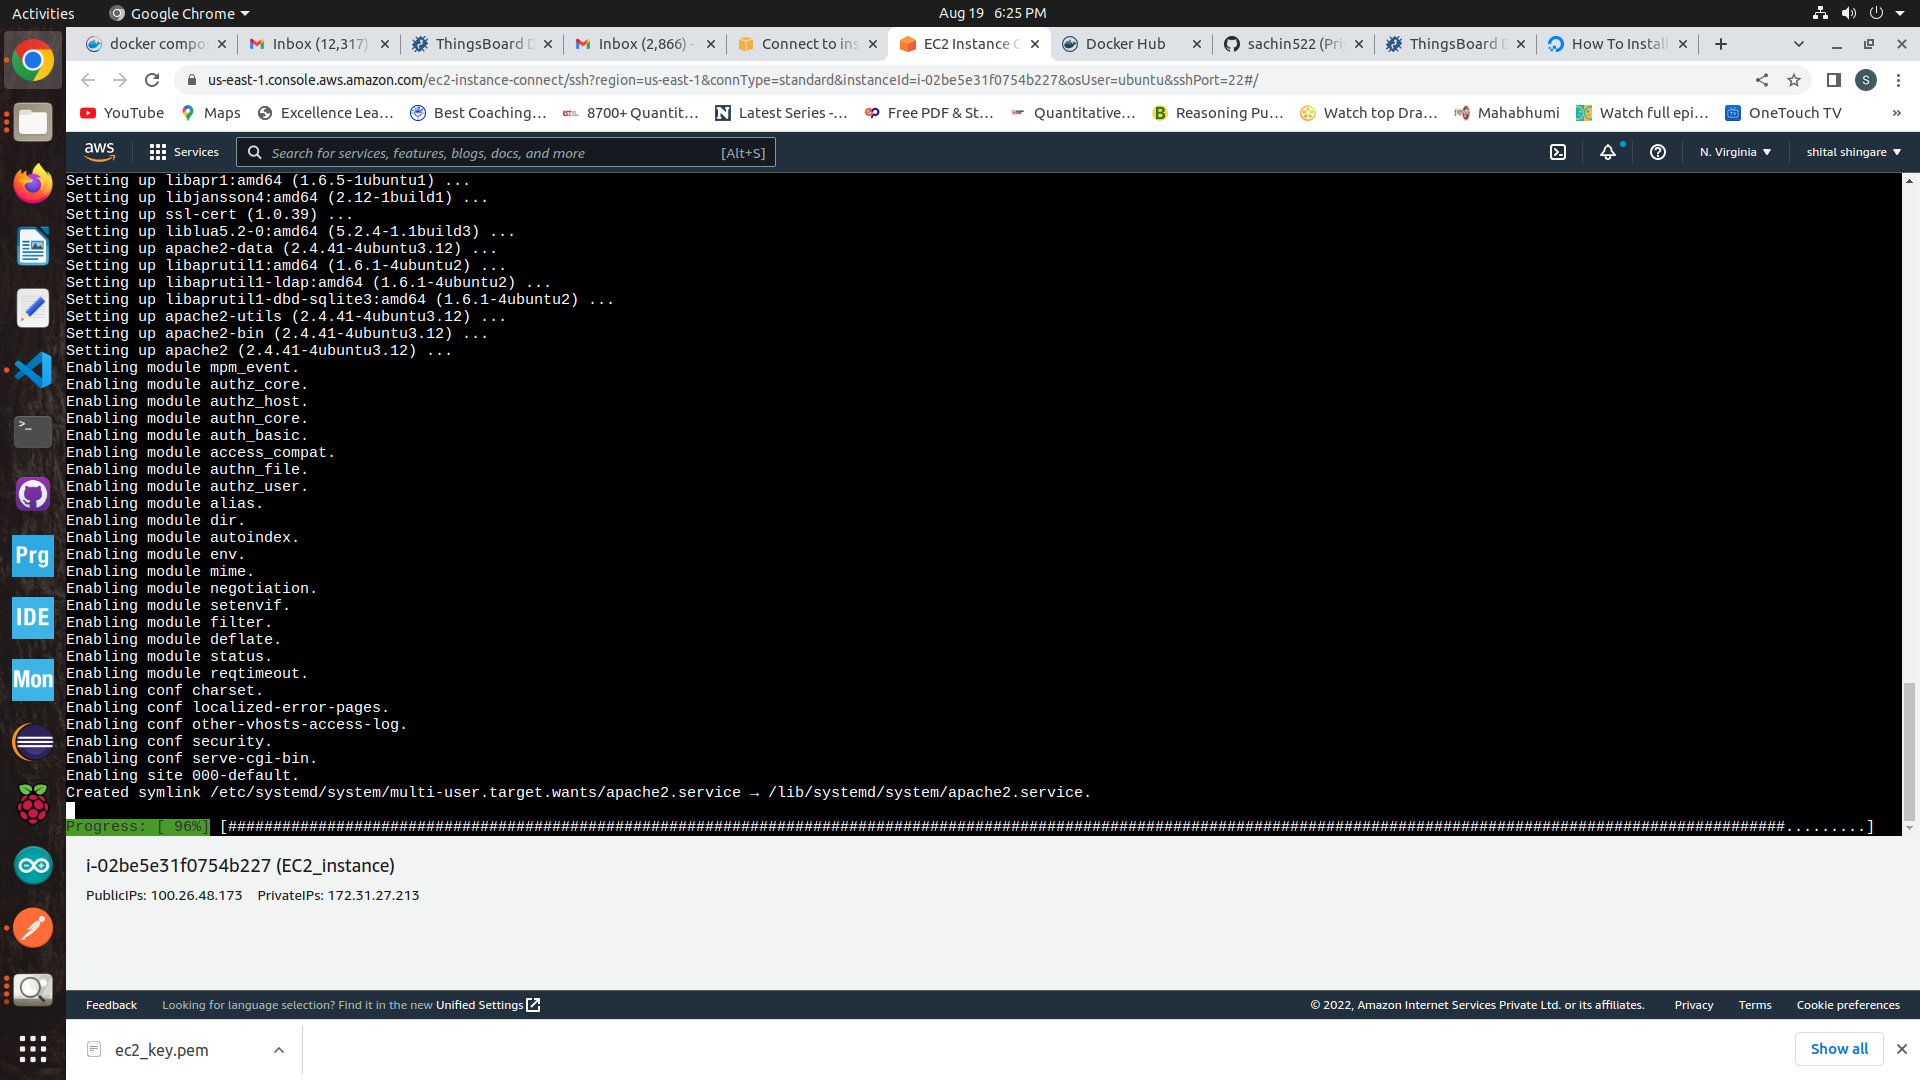 Activities
Google Chrome
Aug 19 6:25 PM
docker compo
Inbox (12,317)
ThingsBoard D
Inbox (2,866) -
Connect to ins
EC2 Instance C
Docker Hub
sachin522 (Pri
ThingsBoard D
How To Install
us-east-1.console.aws.amazon.com/ec2-instance-connect/ssh?region=us-east-1&connType=standard&instanceId=i-02be5e31f0754b227&osUser=ubuntu&sshPort=22#/
S
YouTube
Maps
Excellence Lea...
Best Coaching...
8700+ Quantit...
Latest Series -...
Free PDF & St...
Quantitative...
Reasoning Pu...
Watch top Dra...
Mahabhumi
Watch full epi...
OneTouch TV
»
aws
Services
Search for services, features, blogs, docs, and more
[Alt+S]
N. Virginia
shital shingare
Setting up libapr1:amd64 (1.6.5-1ubuntu1) ...
Setting up libjansson4:amd64 (2.12-1build1) ...
Setting up ssl-cert (1.0.39) ...
Setting up liblua5.2-0:amd64 (5.2.4-1.1build3) ...
Setting up apache2-data (2.4.41-4ubuntu3.12) ...
Setting up libaprutil1:amd64 (1.6.1-4ubuntu2) ...
Setting up libaprutil1-ldap:amd64 (1.6.1-4ubuntu2) ...
Setting up libaprutil1-dbd-sqlite3:amd64 (1.6.1-4ubuntu2) ...
Setting up apache2-utils (2.4.41-4ubuntu3.12) ...
Setting up apache2-bin (2.4.41-4ubuntu3.12) ...
Setting up apache2 (2.4.41-4ubuntu3.12) ...
Enabling module mpm_event.
Enabling module authz_core.
Enabling module authz_host.
Enabling module authn_core.
Enabling module auth_basic.
Enabling module access_compat.
Enabling module authn_file.
Enabling module authz_user.
Enabling module alias.
Enabling module dir.
Enabling module autoindex.
Enabling module env.
Enabling module mime.
Enabling module negotiation.
Enabling module setenvif.
Enabling module filter.
Enabling module deflate.
Enabling module status.
Enabling module reqtimeout.
Enabling conf charset.
Enabling conf localized-error-pages.
Enabling conf other-vhosts-access-log.
Enabling conf security.
Enabling conf serve-cgi-bin.
Enabling site 000-default.
Created symlink /etc/systemd/system/multi-user.target.wants/apache2.service → /lib/systemd/system/apache2.service.
Progress: [ 96%] [#############################################################################################################################################################################.........]
Prg
IDE
Mon
i-02be5e31f0754b227 (EC2_instance)
PublicIPs: 100.26.48.173 PrivateIPs: 172.31.27.213
Feedback
Looking for language selection? Find it in the new Unified Settings
© 2022, Amazon Internet Services Private Ltd. or its affiliates.
Privacy
Terms
Cookie preferences
ec2_key.pem
Show all